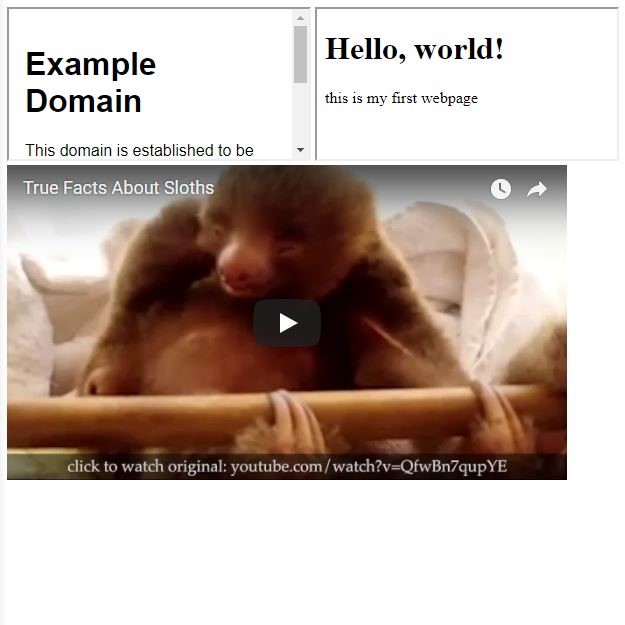 Example
Domain
This domain is established to be
Hello, world!
this is my first webpage
True Facts About Sloths
click to watch original: youtube.com/watch?v=QfwBn7qupYE